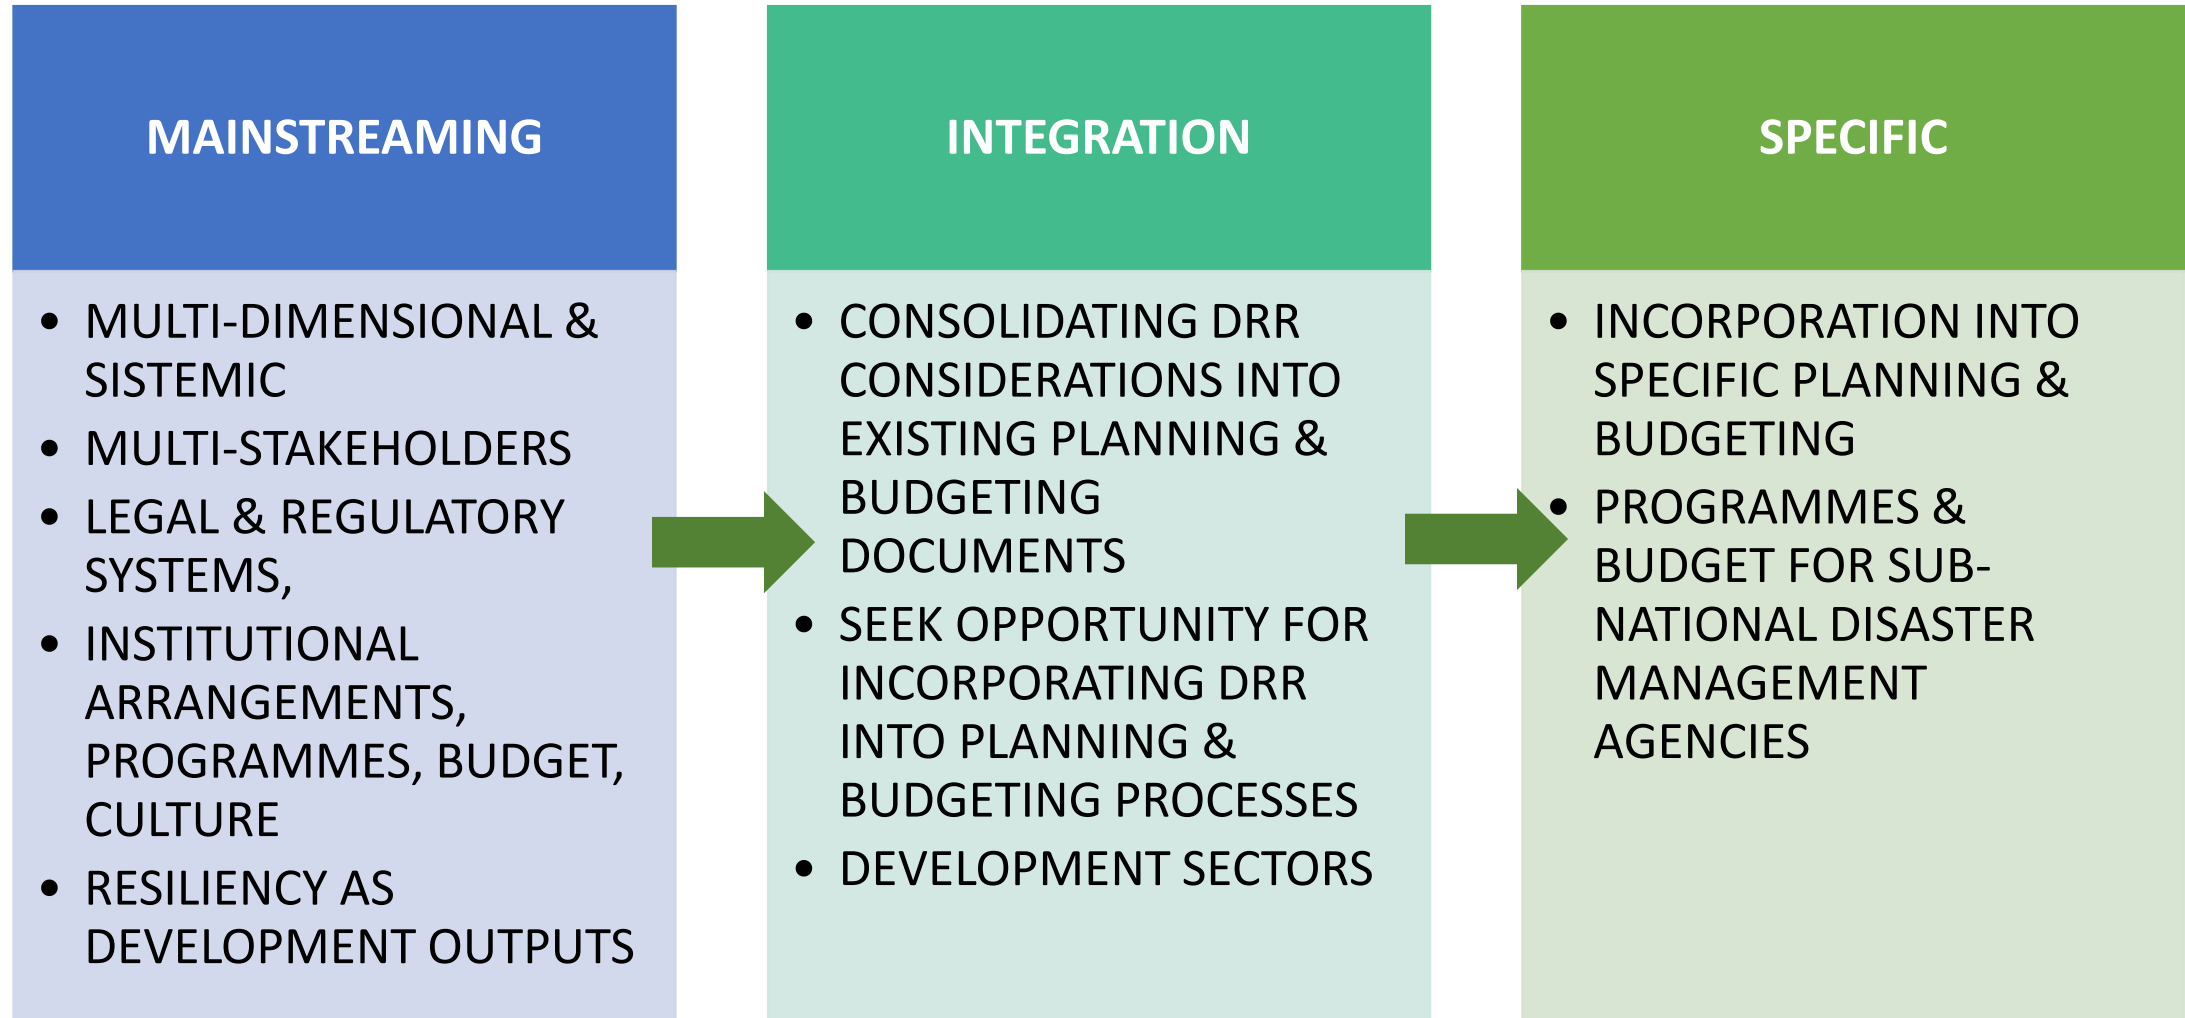 MAINSTREAMING
• MULTI-DIMENSIONAL &
SISTEMIC
• MULTI-STAKEHOLDERS
• LEGAL & REGULATORY
SYSTEMS,
• INSTITUTIONAL
ARRANGEMENTS,
PROGRAMMES, BUDGET,
CULTURE
• RESILIENCY AS
DEVELOPMENT OUTPUTS
INTEGRATION
• CONSOLIDATING DRR
CONSIDERATIONS INTO
EXISTING PLANNING &
BUDGETING
DOCUMENTS
• SEEK OPPORTUNITY FOR
INCORPORATING DRR
INTO PLANNING &
BUDGETING PROCESSES
• DEVELOPMENT SECTORS
SPECIFIC
• INCORPORATION INTO
SPECIFIC PLANNING &
BUDGETING
• PROGRAMMES &
BUDGET FOR SUB-
NATIONAL DISASTER
MANAGEMENT
AGENCIES